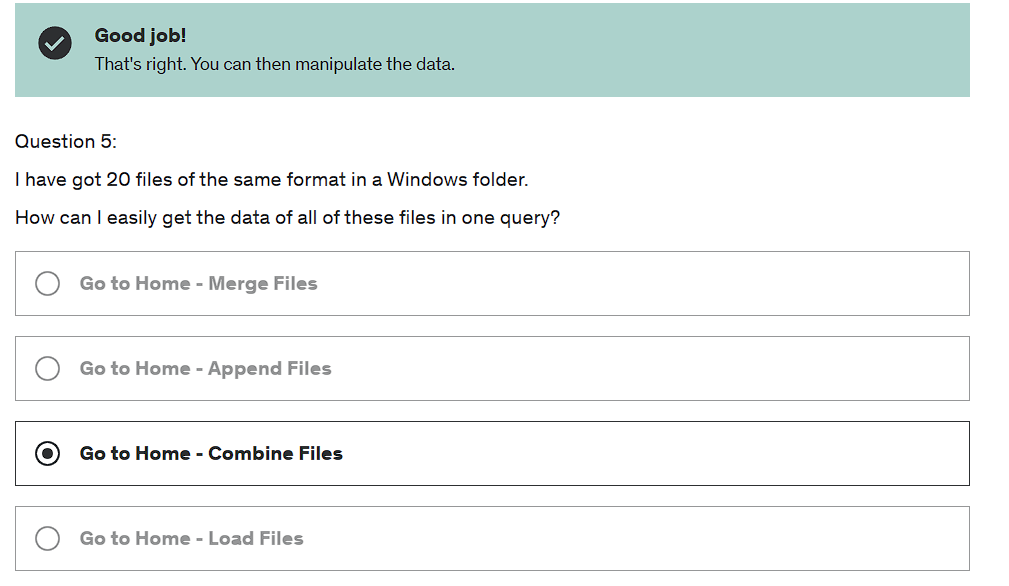 Good job!
That's right. You can then manipulate the data.
Question 5:
I have got 20 files of the same format in a Windows folder.
How can I easily get the data of all of these files in one query?
Go to Home - Merge Files
Go to Home - Append Files
Go to Home - Combine Files
Go to Home - Load Files